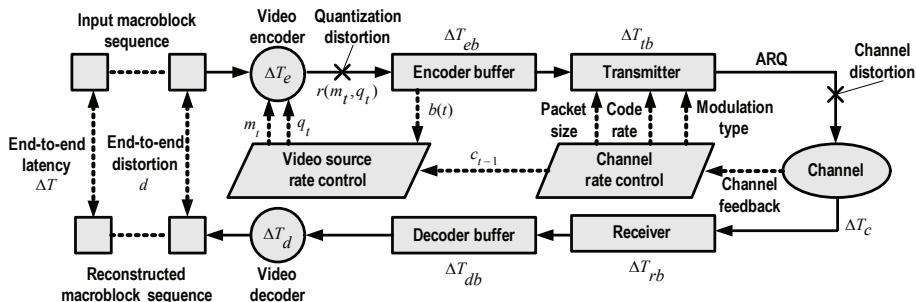 Input macroblock
sequence
Video
encoder
Quantization
distortion
ΔT_e
r(m_t, q_t)
ΔT_eb
Encoder buffer
ΔT_tb
Transmitter
ARQ
Channel
distortion
m_t
q_t
b(t)
Packet
size
Code
rate
Modulation
type
End-to-end
latency
ΔT
End-to-end
distortion
d
Video source
rate control
c_{t-1}
Channel
rate control
Channel
feedback
Channel
ΔT_c
ΔT_d
Decoder buffer
Receiver
ΔT_db
ΔT_rb
Reconstructed
macroblock sequence
Video
decoder